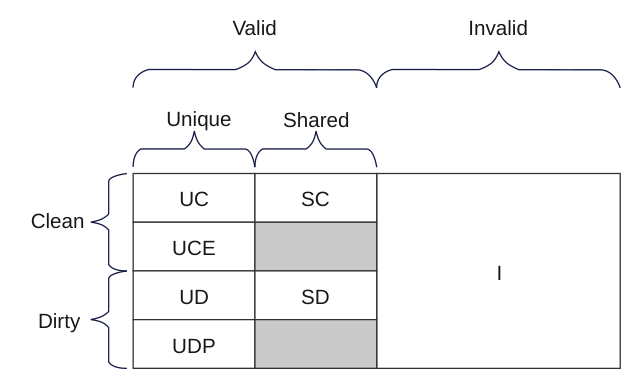 Valid
Invalid
Unique
Shared
UC
SC
Clean
UCE
I
UD
SD
Dirty
UDP